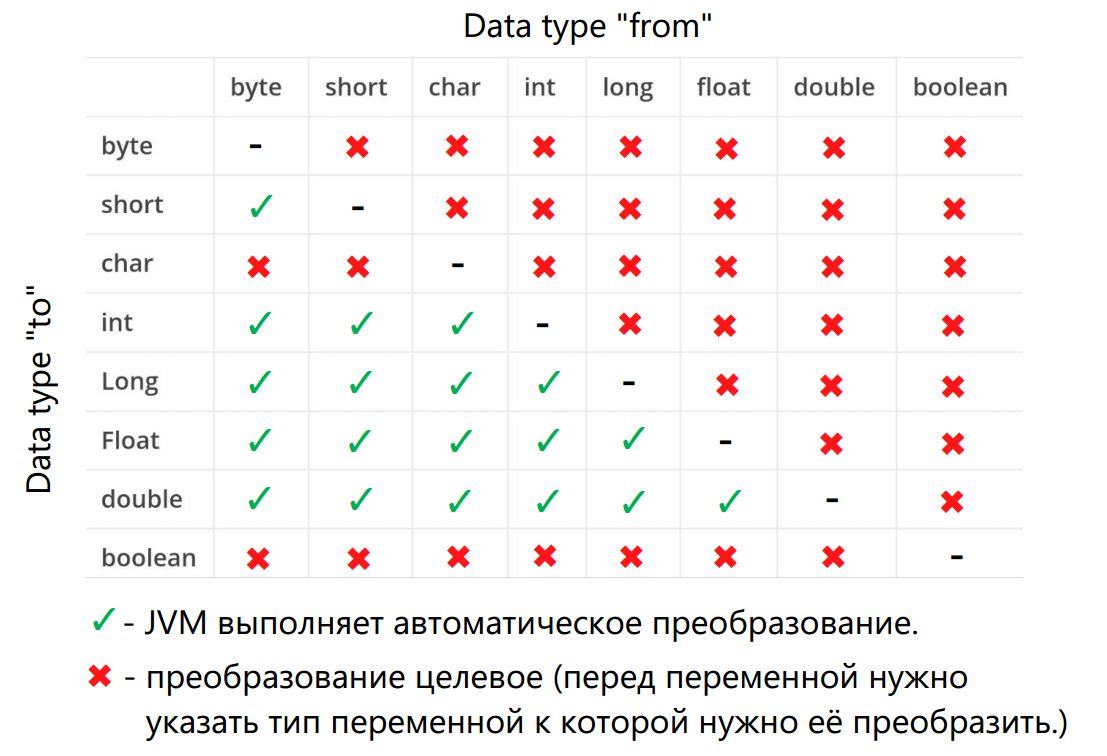 Data type "from"
byte short char int long float double boolean
Data type "to"
byte - ✖ ✖ ✖ ✖ ✖ ✖ ✖
short ✓ - ✖ ✖ ✖ ✖ ✖ ✖
char ✖ ✖ - ✖ ✖ ✖ ✖ ✖
int ✓ ✓ ✓ - ✖ ✖ ✖ ✖
Long ✓ ✓ ✓ ✓ - ✖ ✖ ✖
Float ✓ ✓ ✓ ✓ ✓ - ✖ ✖
double ✓ ✓ ✓ ✓ ✓ ✓ - ✖
boolean ✖ ✖ ✖ ✖ ✖ ✖ ✖ -
✓ - JVM выполняет автоматическое преобразование.
✖ - преобразование целевое (перед переменной нужно
указать тип переменной к которой нужно её преобразить.)